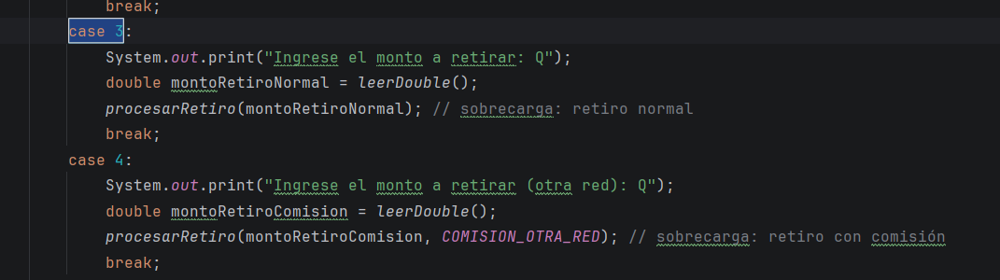 break;
case 3:
System.out.print("Ingrese el monto a retirar: Q");
double montoRetiroNormal = leerDouble();
procesarRetiro(montoRetiroNormal); // sobrecarga: retiro normal
break;
case 4:
System.out.print("Ingrese el monto a retirar (otra red): Q");
double montoRetiroComision = leerDouble();
procesarRetiro(montoRetiroComision, COMISION_OTRA_RED); // sobrecarga: retiro con comisión
break;